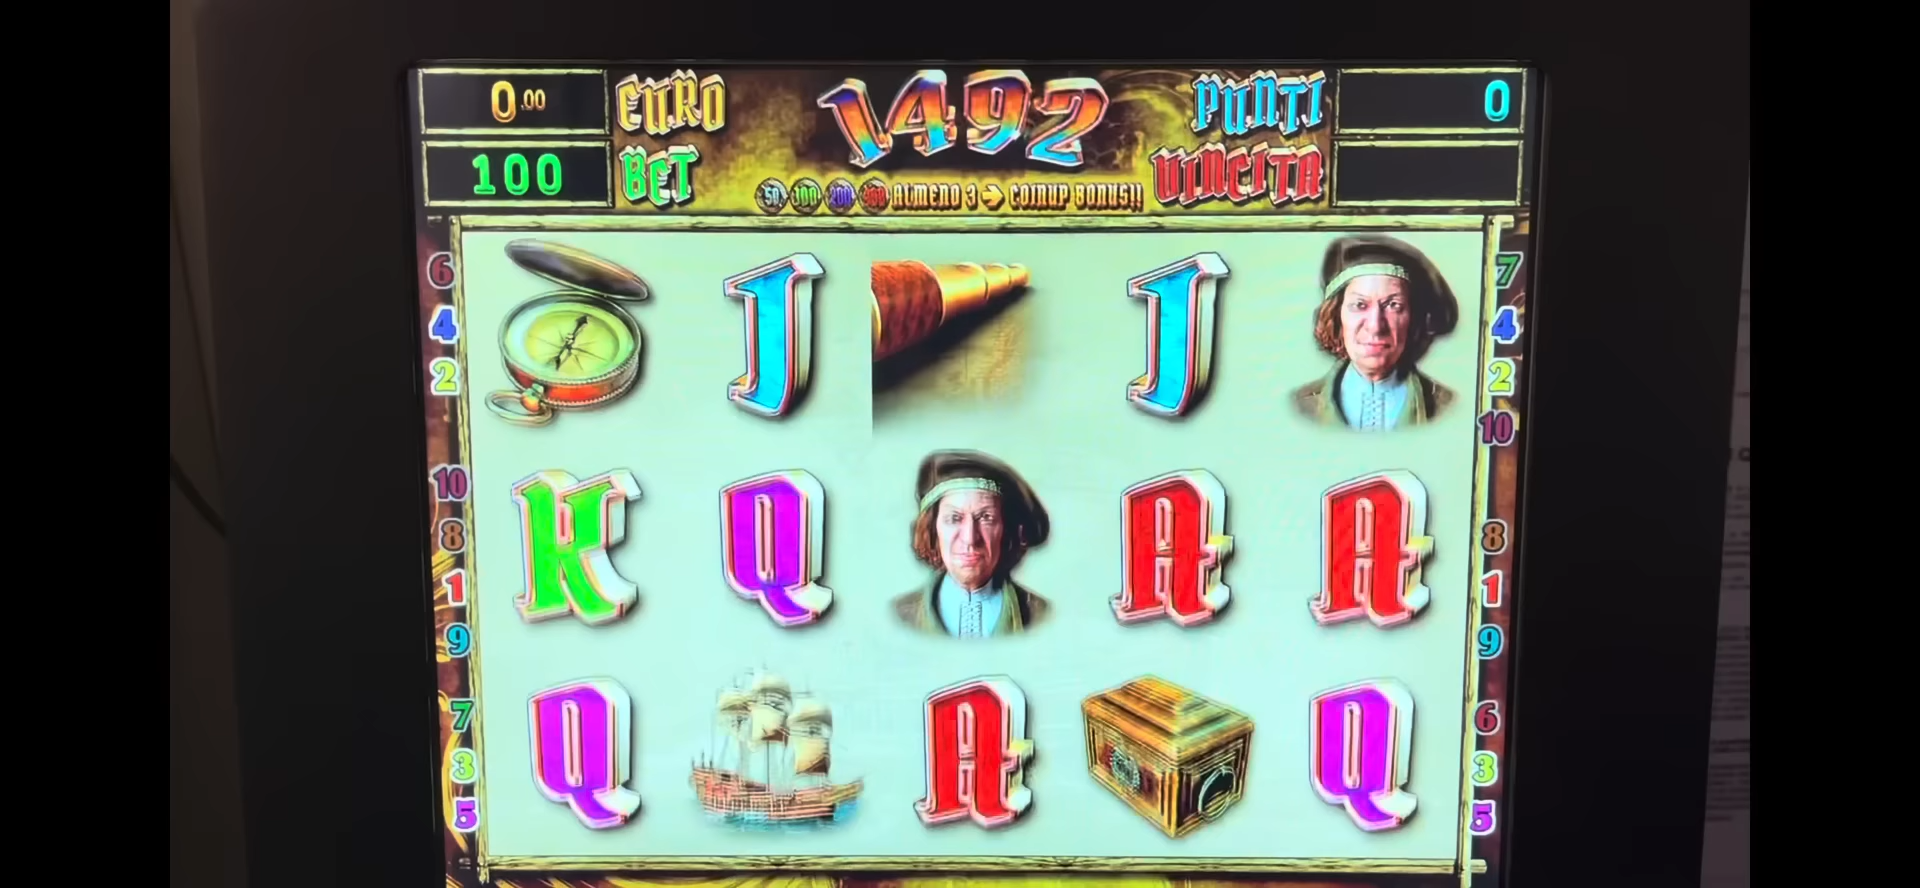 0.00 EURO 1492 PUNTI 0
100 BET VINCITA
50 100 200 ALMENO 3 → COINUP BONUS!!
6 J J 7
4 4
2 2
10 10
K Q A A
8 8
1 1
9 9
7 Q A Q 6
3 3
5 5